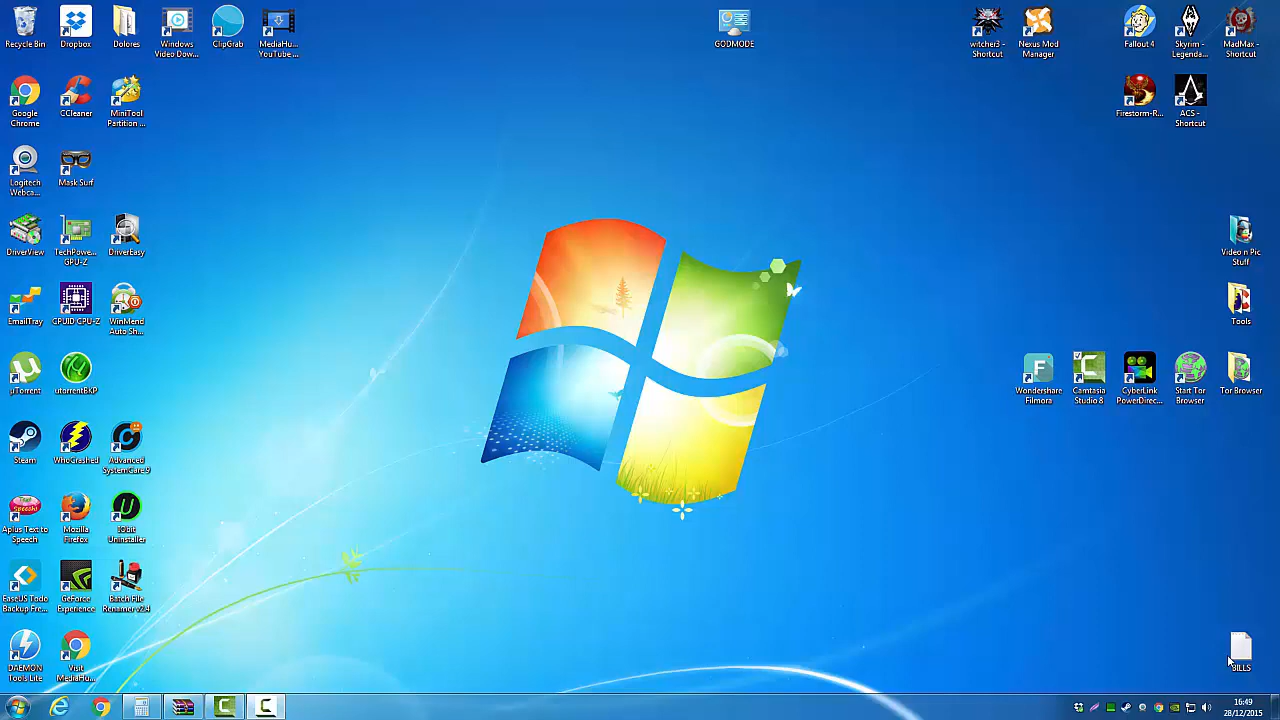 Recycle Bin
Dropbox
Dolores
Windows
Video Dow...
ClipGrab
MediaHu...
YouTube ...
GODMODE
witcher3 -
Shortcut
Nexus Mod
Manager
Fallout 4
Skyrim -
Legenda...
MadMax -
Shortcut
Google
Chrome
CCleaner
MiniTool
Partition ...
Firestorm-R...
ACS -
Shortcut
Logitech
Webca...
Mask Surf
DriverView
TechPowe...
GPU-Z
DriverEasy
Video n Pic
Stuff
EmailTray
CPUID CPU-Z
WinMend
Auto Sh...
Tools
µTorrent
utorrentBKP
Wondershare
Filmora
Camtasia
Studio 8
CyberLink
PowerDirec...
Start Tor
Browser
Tor Browser
Steam
WhoCrashed
Advanced
SystemCare 9
Aplus Text to
Speech
Mozilla
Firefox
IObit
Uninstaller
EaseUS Todo
Backup Fre...
GeForce
Experience
Batch File
Renamer v2.4
DAEMON
Tools Lite
Visit
MediaHu...
BILLS
16:49
28/12/2015